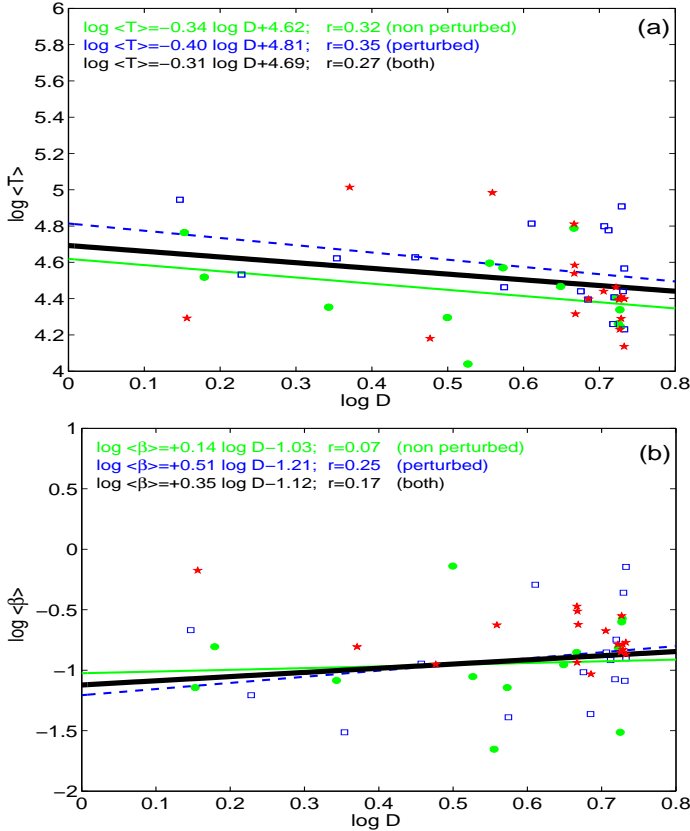 (a)
log <T>=−0.34 log D+4.62; r=0.32 (non perturbed)
log <T>=−0.40 log D+4.81; r=0.35 (perturbed)
log <T>=−0.31 log D+4.69; r=0.27 (both)
6
5.8
5.6
5.4
5.2
5
4.8
4.6
4.4
4.2
4
log <T>
0 0.1 0.2 0.3 0.4 0.5 0.6 0.7 0.8
log D
(b)
log <β>=+0.14 log D−1.03; r=0.07 (non perturbed)
log <β>=+0.51 log D−1.21; r=0.25 (perturbed)
log <β>=+0.35 log D−1.12; r=0.17 (both)
1
0.5
0
−0.5
−1
−1.5
−2
log <β>
0 0.1 0.2 0.3 0.4 0.5 0.6 0.7 0.8
log D